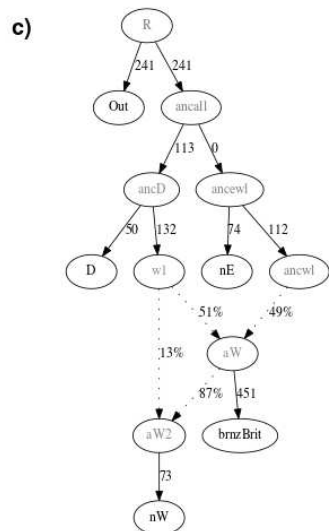 c)
R
241 241
Out ancall
113 0
ancD ancewl
50 132 74 112
D w1 nE ancwl
51% 49%
aW
13% 87% 451
aW2 brnzBrit
73
nW